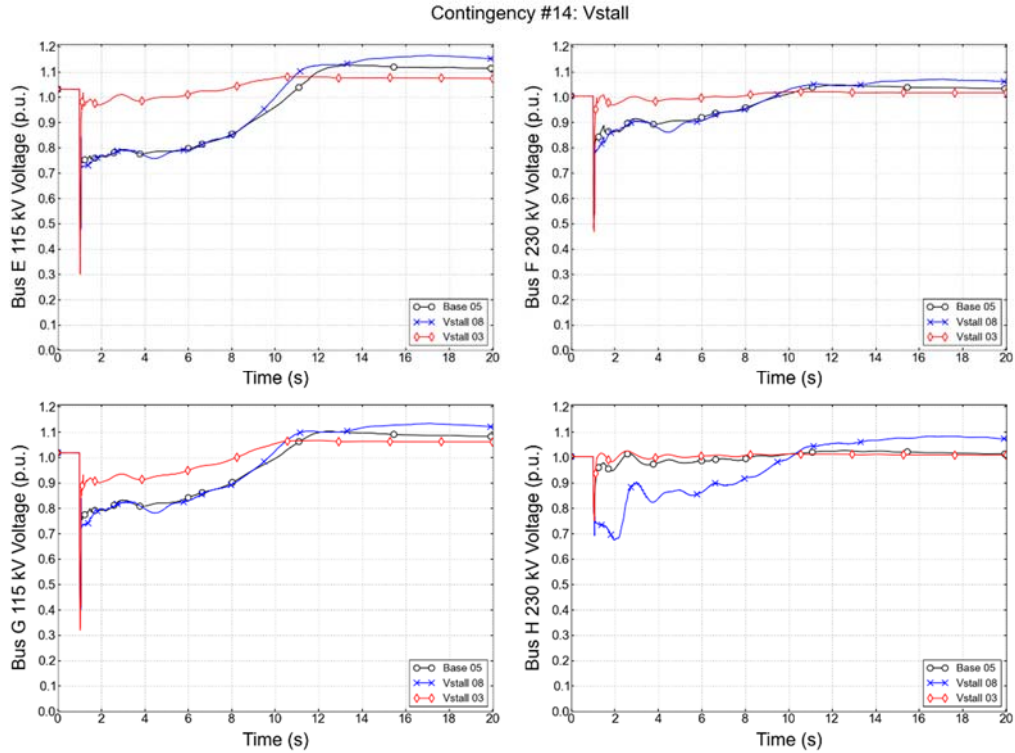 Contingency #14: Vstall
Bus E 115 kV Voltage (p.u.)
1.2
1.1
1.0
0.9
0.8
0.7
0.6
0.5
0.4
0.3
0.2
0.1
0.0
0 2 4 6 8 10 12 14 16 18 20
Time (s)
Base 05
Vstall 08
Vstall 03
Bus F 230 kV Voltage (p.u.)
1.2
1.1
1.0
0.9
0.8
0.7
0.6
0.5
0.4
0.3
0.2
0.1
0.0
0 2 4 6 8 10 12 14 16 18 20
Time (s)
Base 05
Vstall 08
Vstall 03
Bus G 115 kV Voltage (p.u.)
1.2
1.1
1.0
0.9
0.8
0.7
0.6
0.5
0.4
0.3
0.2
0.1
0.0
0 2 4 6 8 10 12 14 16 18 20
Time (s)
Base 05
Vstall 08
Vstall 03
Bus H 230 kV Voltage (p.u.)
1.2
1.1
1.0
0.9
0.8
0.7
0.6
0.5
0.4
0.3
0.2
0.1
0.0
0 2 4 6 8 10 12 14 16 18 20
Time (s)
Base 05
Vstall 08
Vstall 03